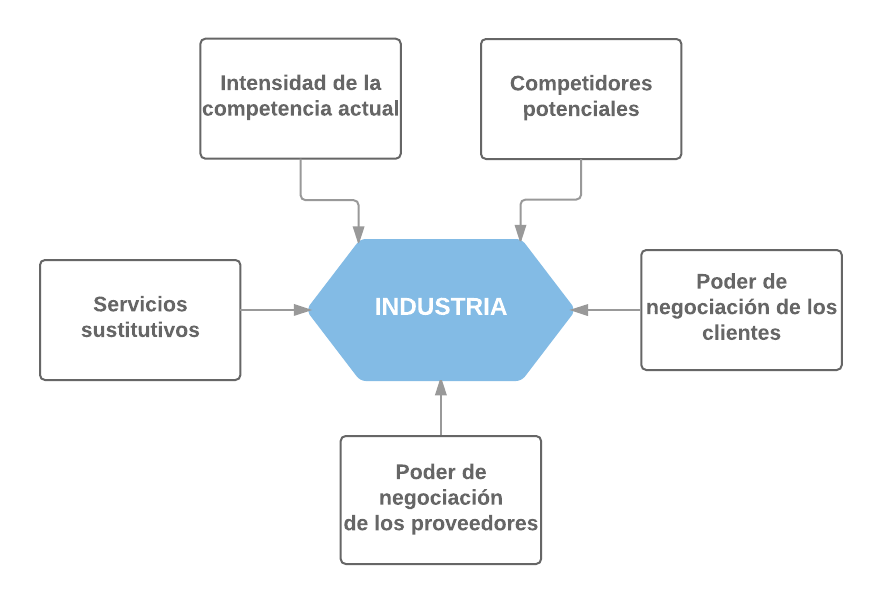 Intensidad de la
competencia actual
Competidores
potenciales
Servicios
sustitutivos
INDUSTRIA
Poder de
negociación de los
clientes
Poder de
negociación
de los proveedores